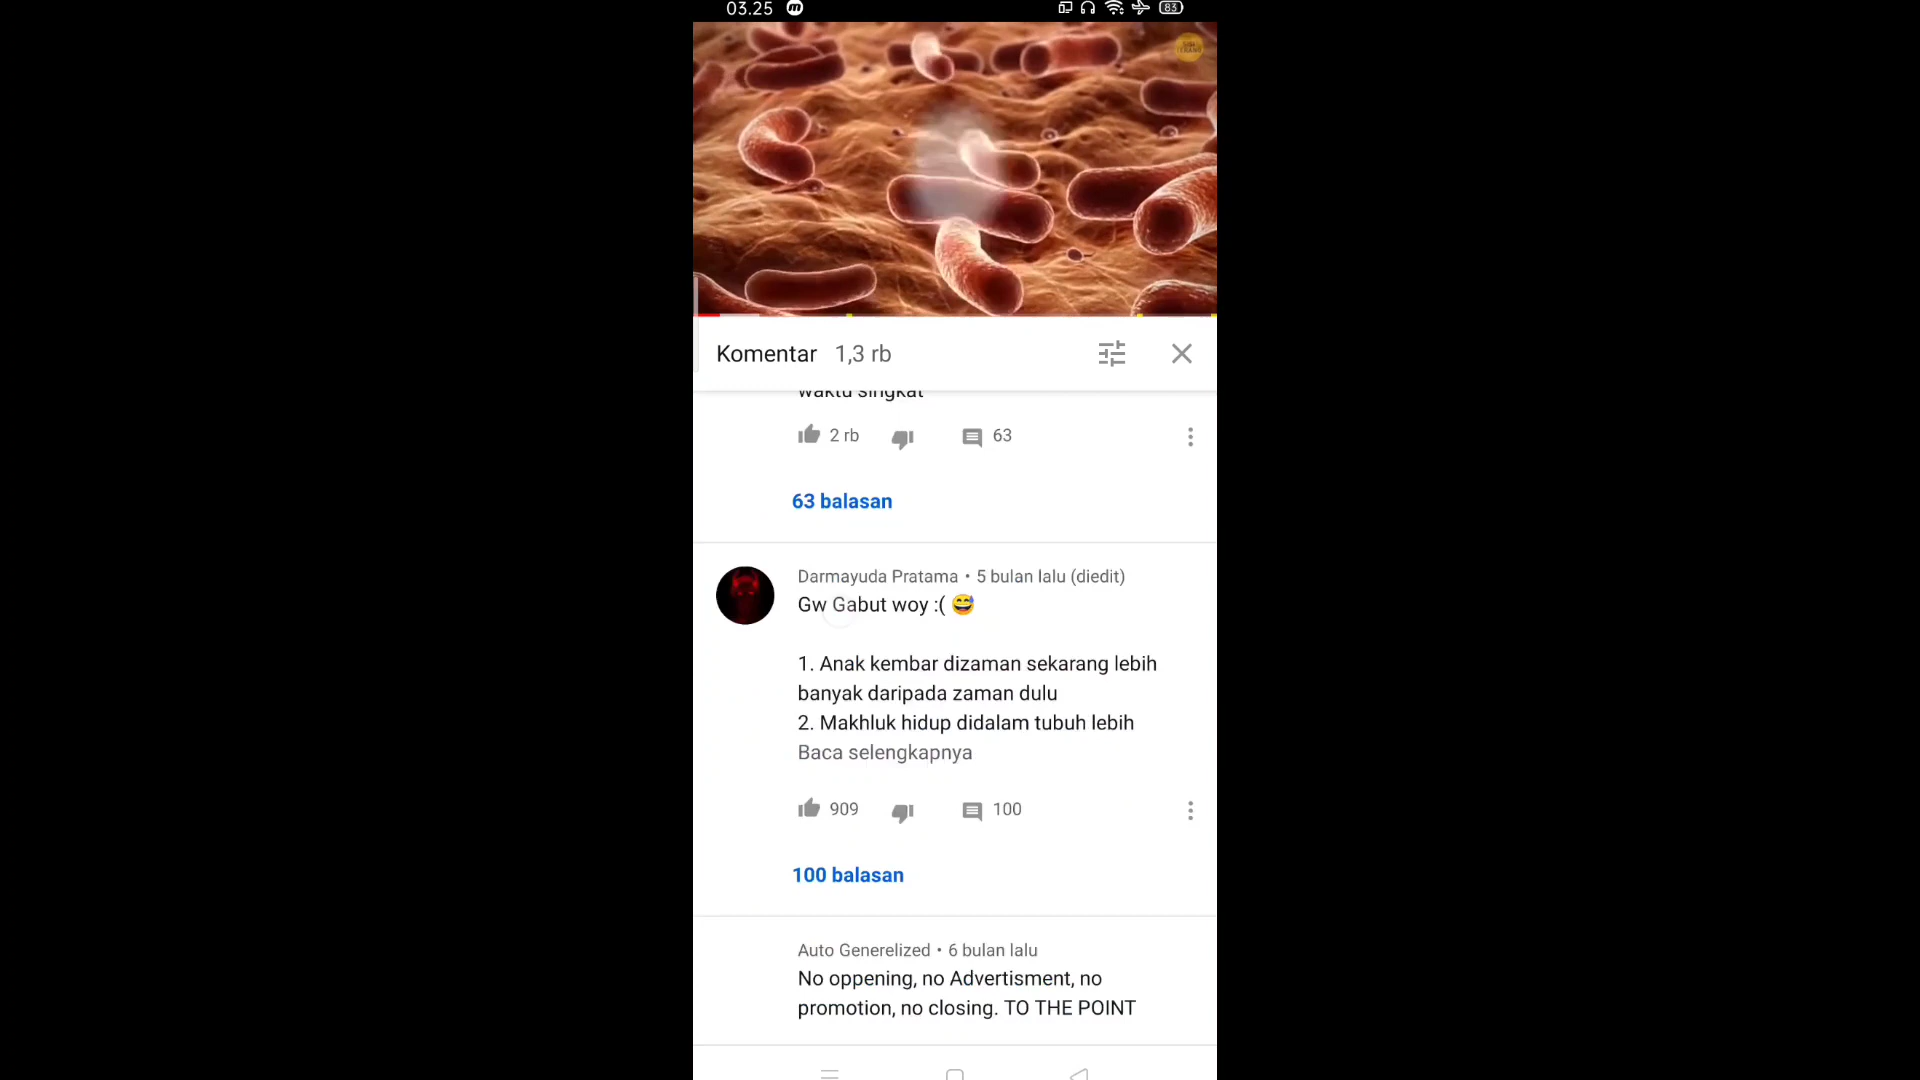 03.25
83
Komentar 1,3 rb
waktu singkat
2 rb 63
63 balasan
Darmayuda Pratama • 5 bulan lalu (diedit)
Gw Gabut woy :( 😅
1. Anak kembar dizaman sekarang lebih
banyak daripada zaman dulu
2. Makhluk hidup didalam tubuh lebih
Baca selengkapnya
909 100
100 balasan
Auto Generelized • 6 bulan lalu
No oppening, no Advertisment, no
promotion, no closing. TO THE POINT